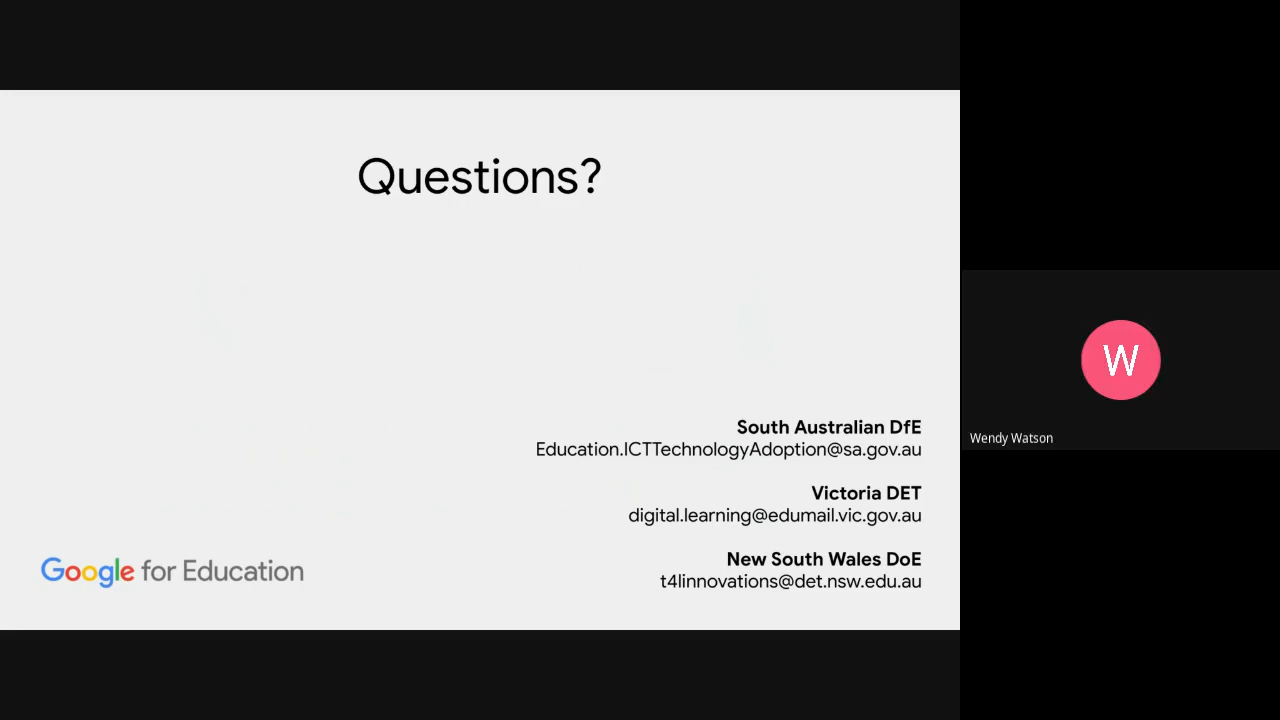 Questions?
South Australian DfE
Education.ICTTechnologyAdoption@sa.gov.au
Victoria DET
digital.learning@edumail.vic.gov.au
New South Wales DoE
t4linnovations@det.nsw.edu.au
Google for Education
W
Wendy Watson